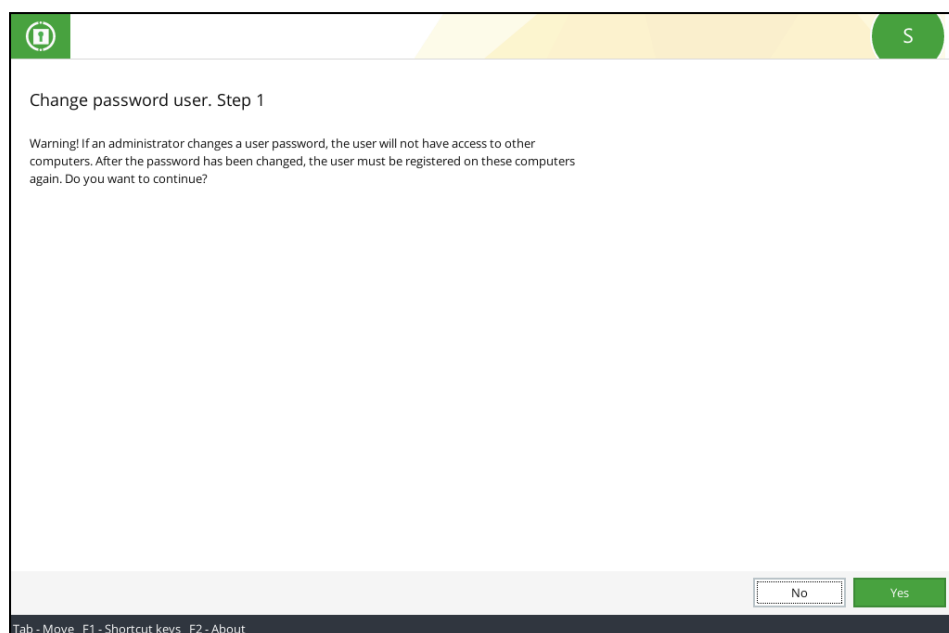 S
Change password user. Step 1
Warning! If an administrator changes a user password, the user will not have access to other
computers. After the password has been changed, the user must be registered on these computers
again. Do you want to continue?
No
Yes
Tab - Move   F1 - Shortcut keys   F2 - About